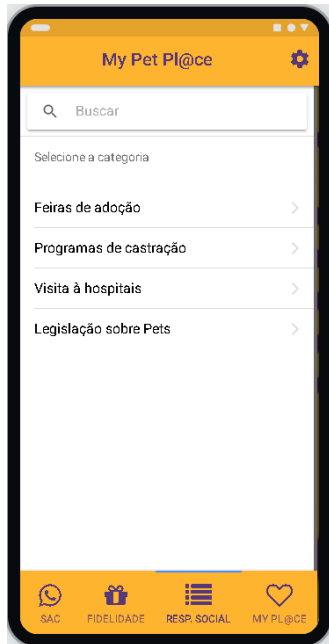 My Pet Pl@ce
Buscar
Selecione a categoria
Feiras de adoção
Programas de castração
Visita à hospitais
Legislação sobre Pets
SAC
FIDELIDADE
RESP. SOCIAL
MY PL@CE